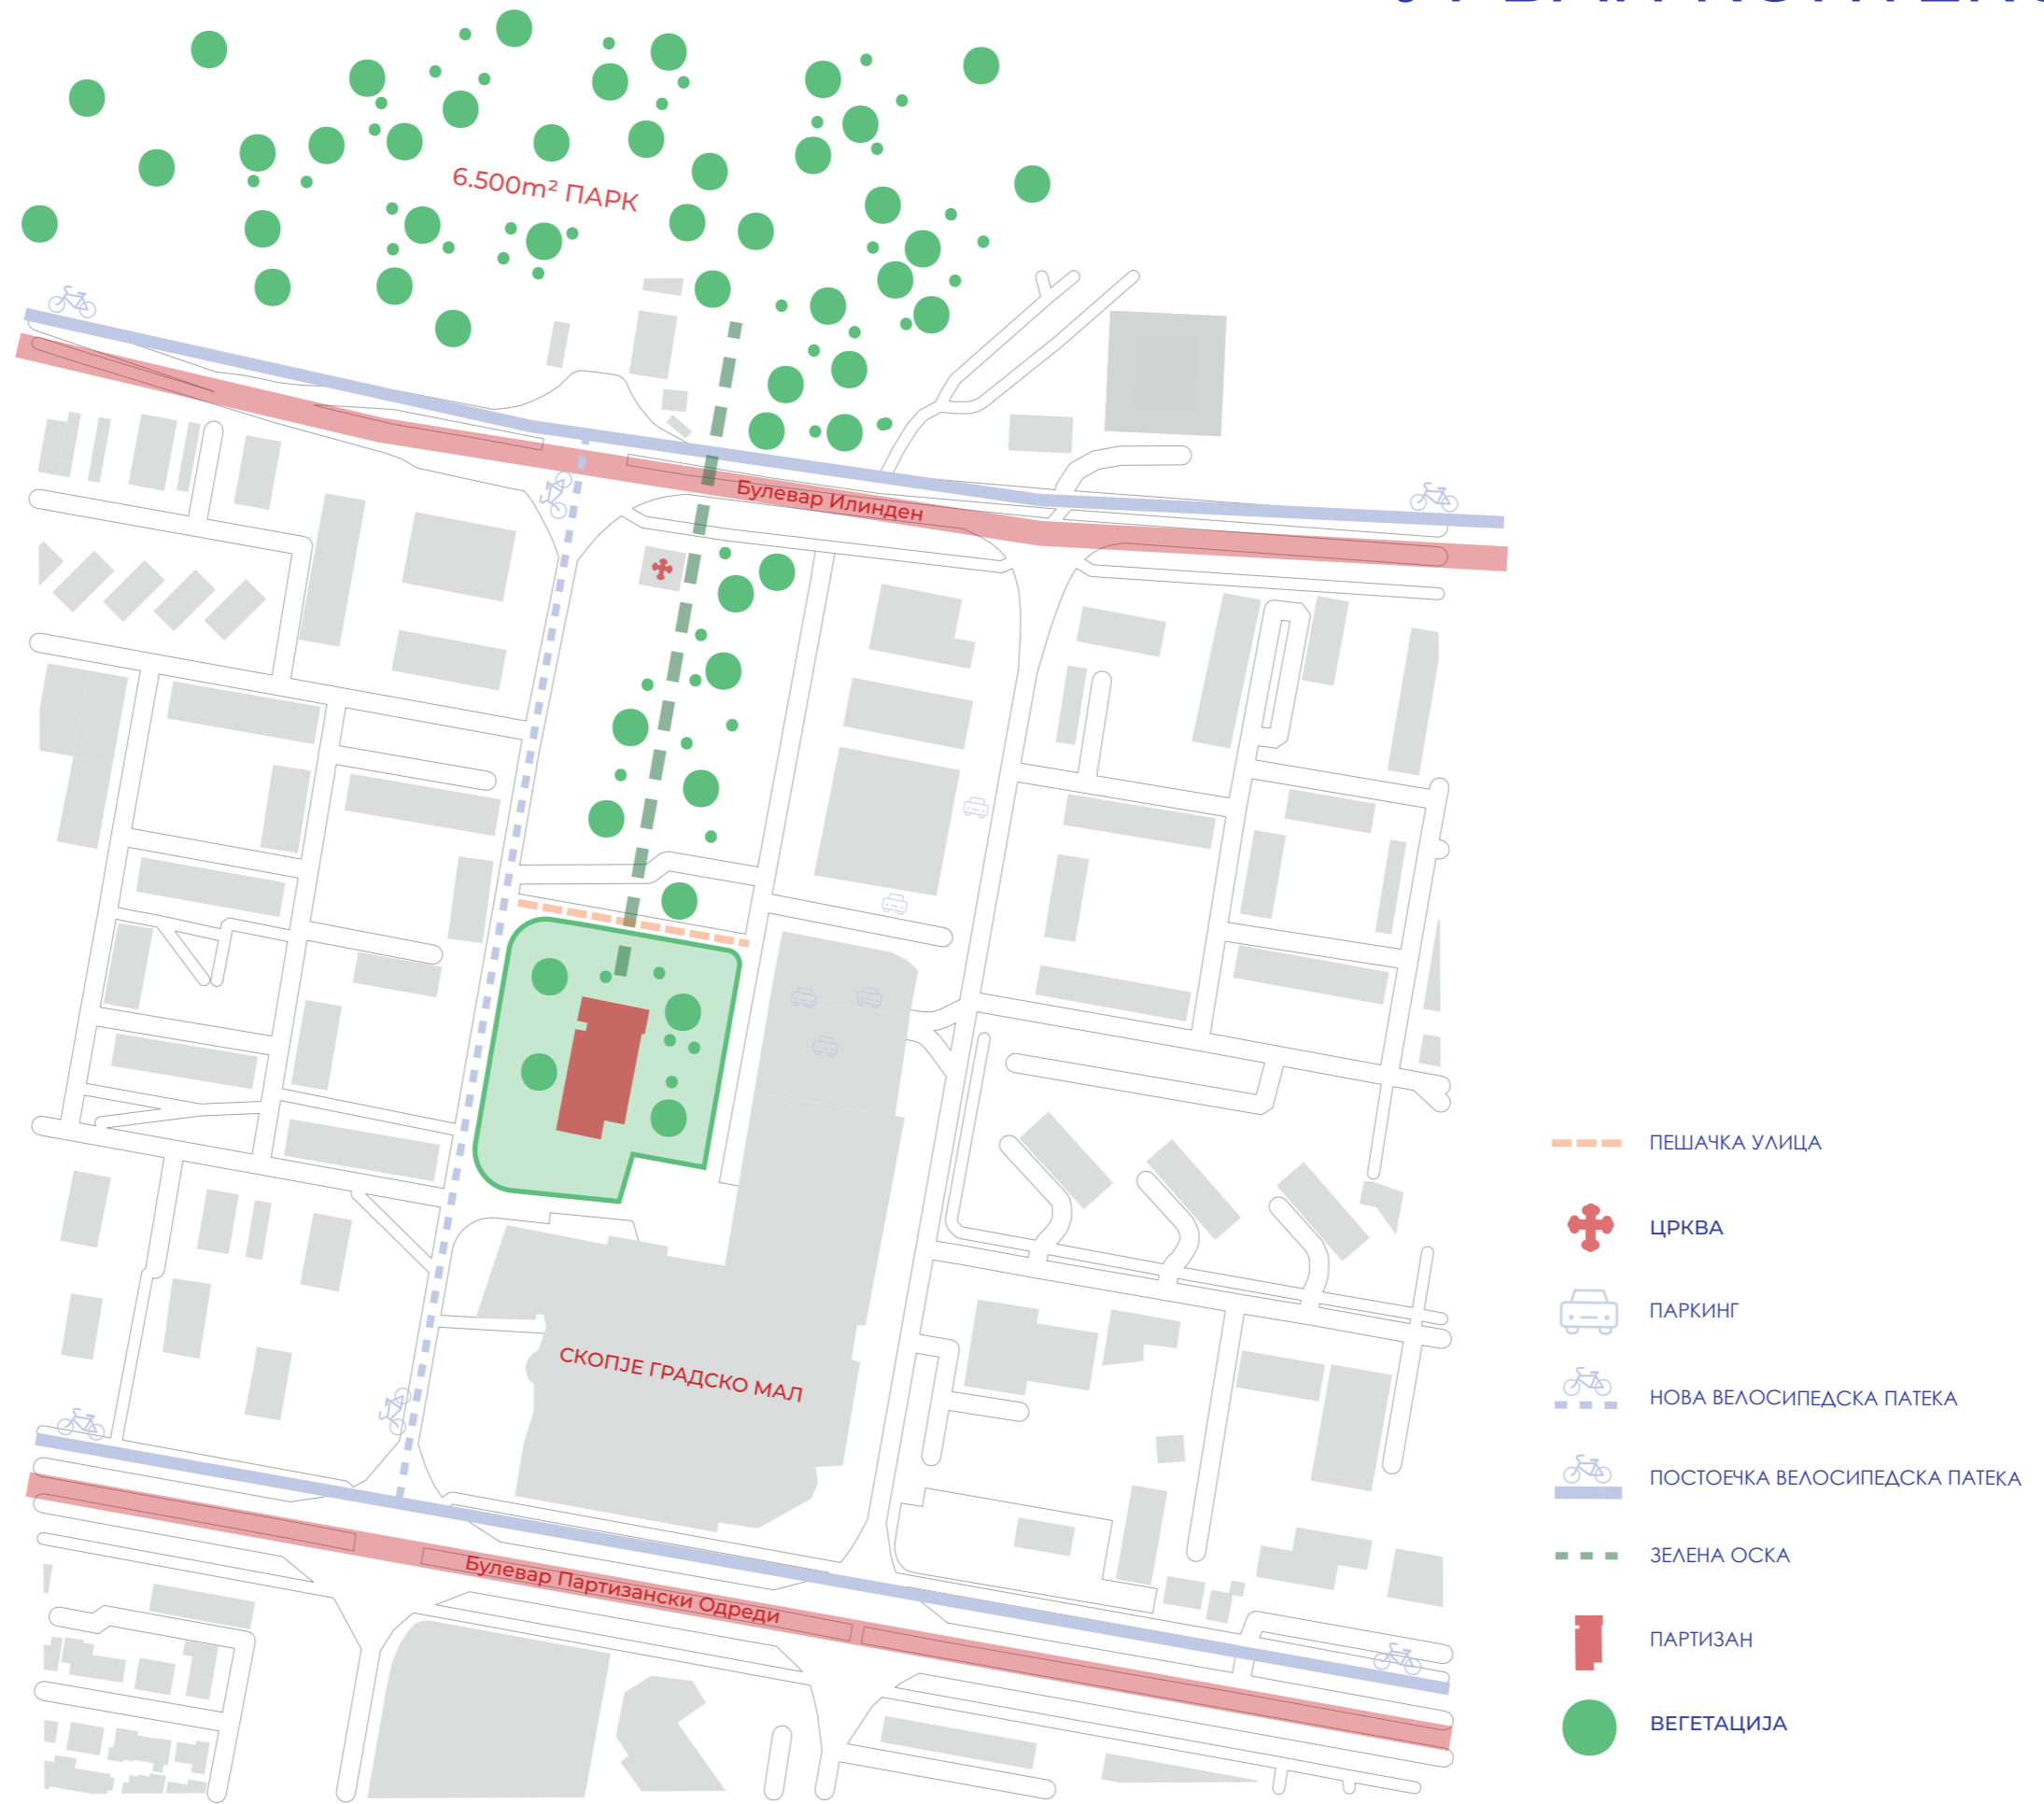 6.500m² ПАРК
Булевар Илинден
СКОПЈЕ ГРАДСКО МАЛ
Булевар Партизански Одреди
ПЕШАЧКА УЛИЦА
ЦРКВА
ПАРКИНГ
НОВА ВЕЛОСИПЕДСКА ПАТЕКА
ПОСТОЕЧКА ВЕЛОСИПЕДСКА ПАТЕКА
ЗЕЛЕНА ОСКА
ПАРТИЗАН
ВЕГЕТАЦИЈА